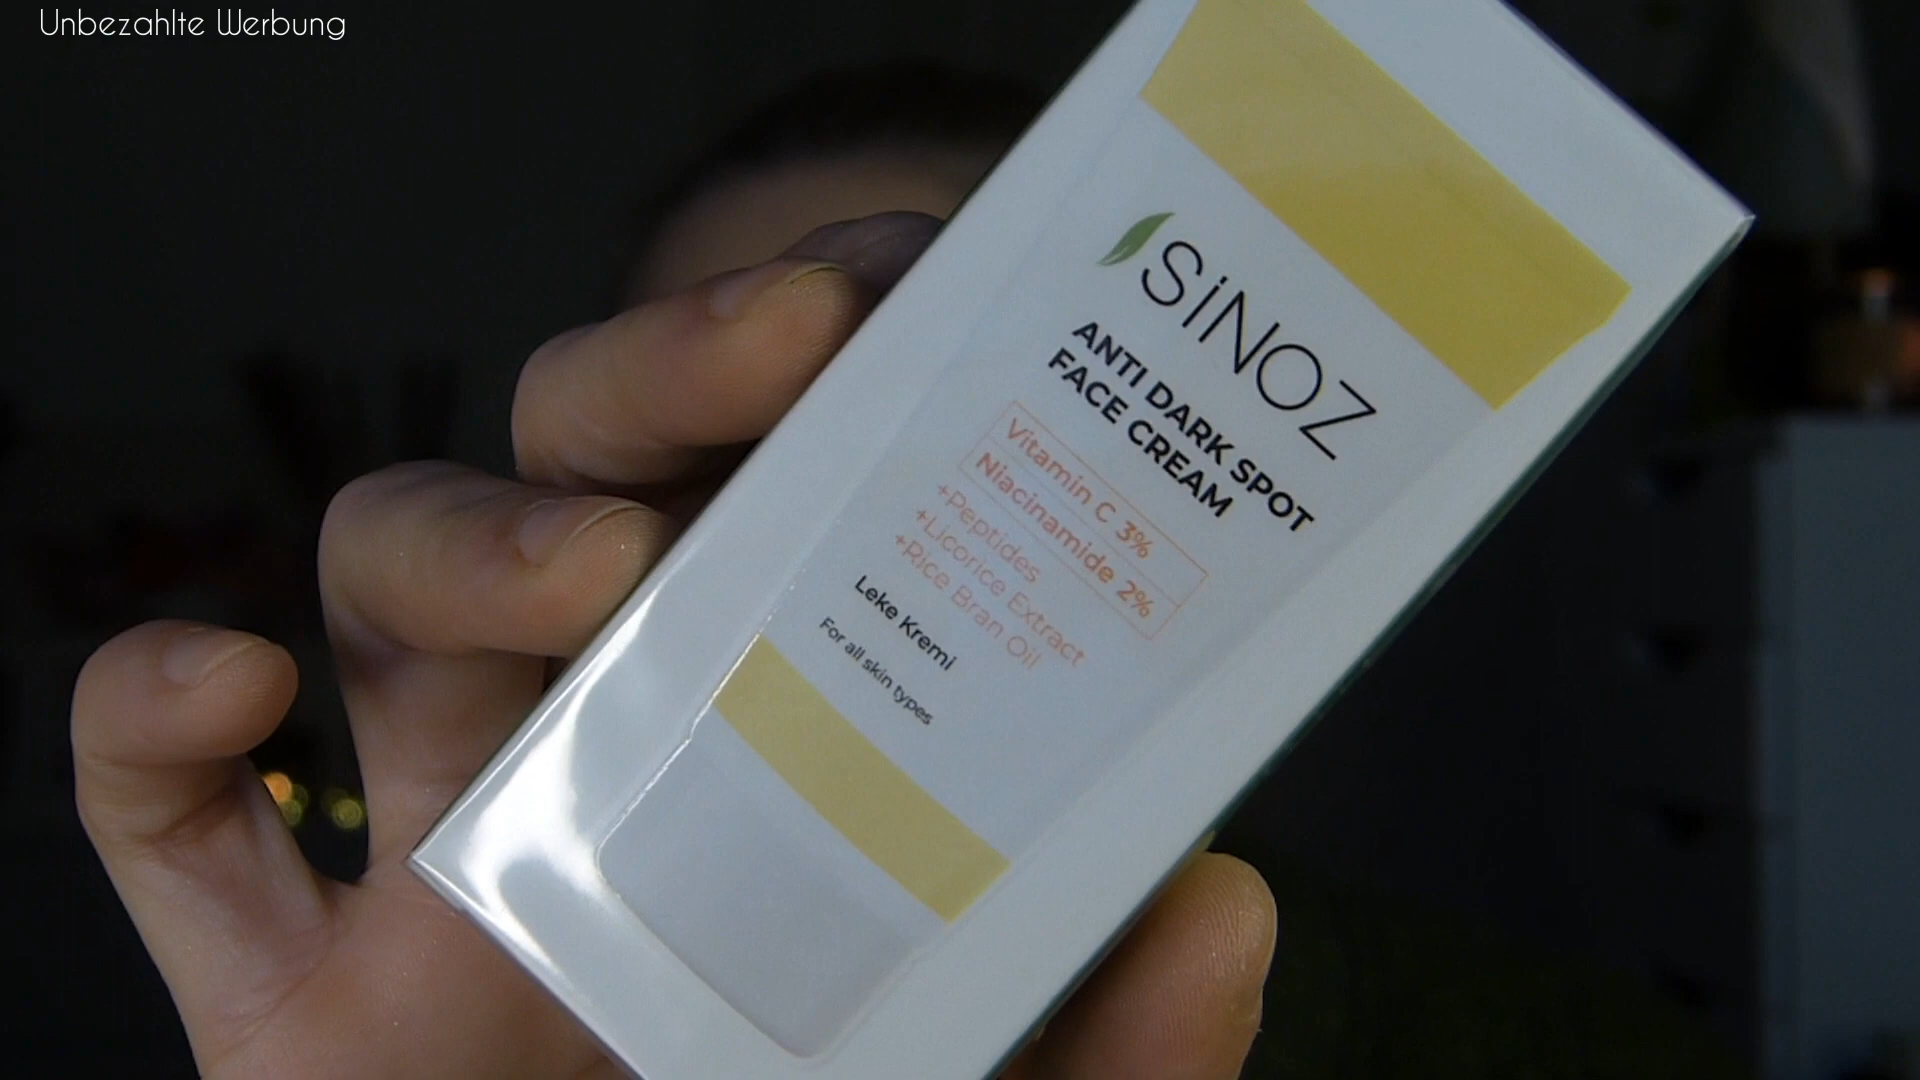 Unbezahlte Werbung
SiNOZ
ANTI DARK SPOT
FACE CREAM
Vitamin C 3%
Niacinamide 2%
+Peptides
+Licorice Extract
+Rice Bran Oil
Leke Kremi
For all skin types